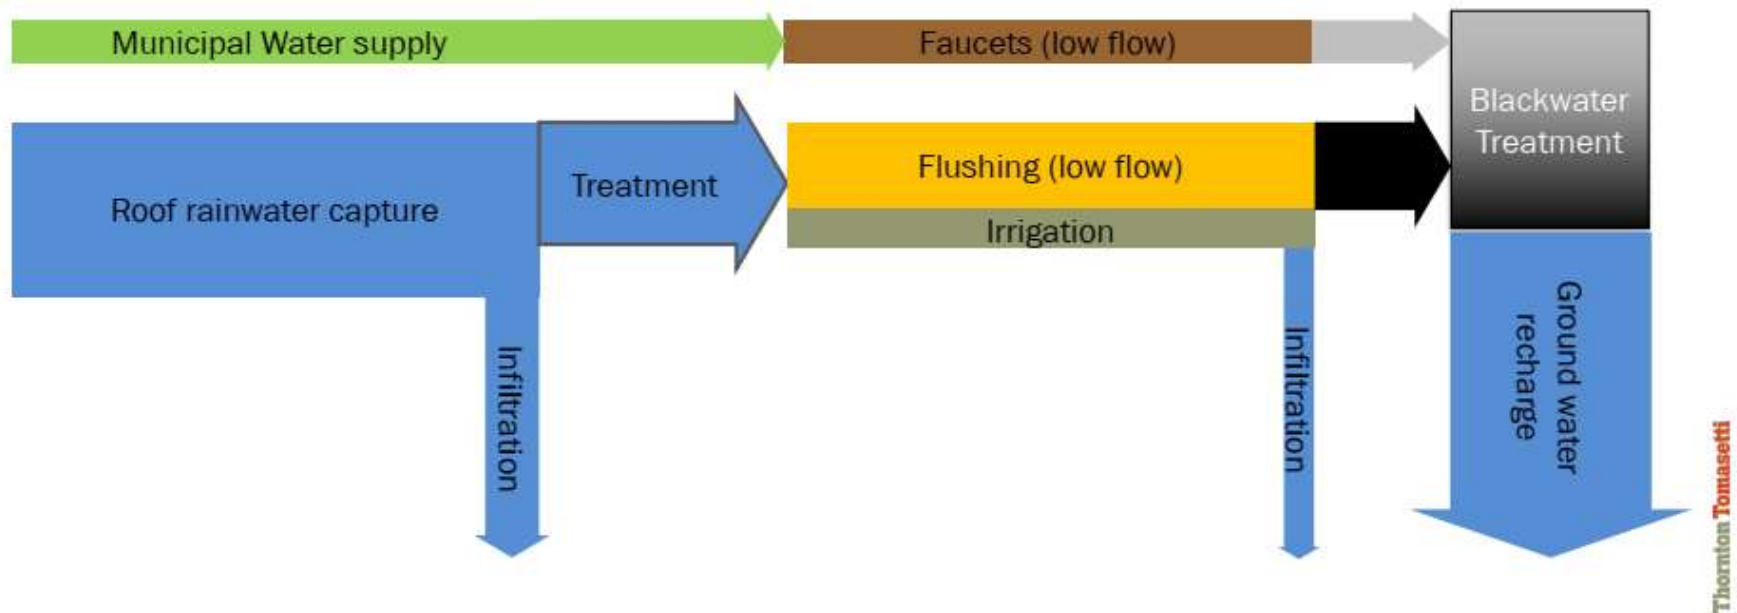 Municipal Water supply
Faucets (low flow)
Blackwater
Treatment
Roof rainwater capture
Treatment
Flushing (low flow)
Irrigation
Infiltration
Infiltration
Ground water
recharge
Thornton Tomasetti